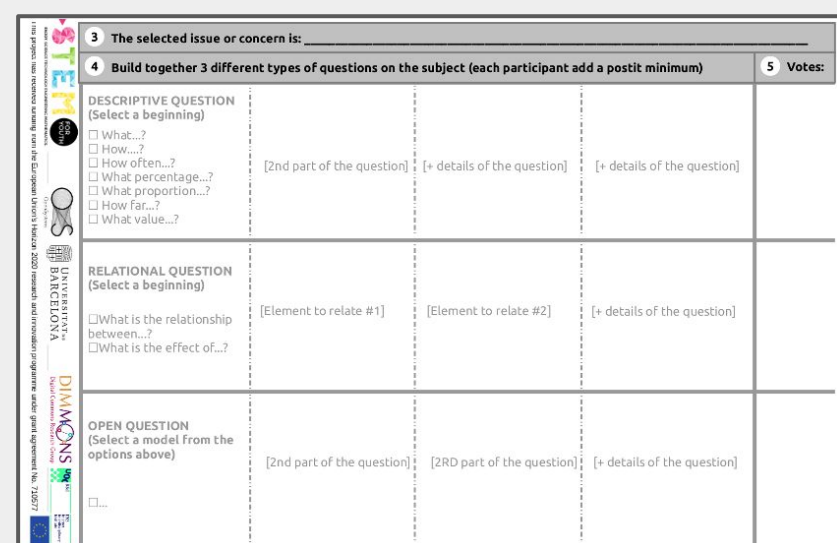 3 The selected issue or concern is: ____________________
4 Build together 3 different types of questions on the subject (each participant add a postit minimum)
5 Votes:
DESCRIPTIVE QUESTION
(Select a beginning)
☐ What...?
☐ How....?
☐ How often...?
☐ What percentage...?
☐ What proportion...?
☐ How far...?
☐ What value...?
[2nd part of the question]
[+ details of the question]
[+ details of the question]
RELATIONAL QUESTION
(Select a beginning)
☐What is the relationship
between...?
☐What is the effect of...?
[Element to relate #1]
[Element to relate #2]
[+ details of the question]
OPEN QUESTION
(Select a model from the
options above)
☐...
[2nd part of the question]
[2RD part of the question]
[+ details of the question]
STEM
FOR
YOUTH
UNIVERSITAT DE
BARCELONA
DIMMONS
Digital Commons Research Group
This project has received funding from the European Union's Horizon 2020 research and innovation programme under grant agreement No. 710577